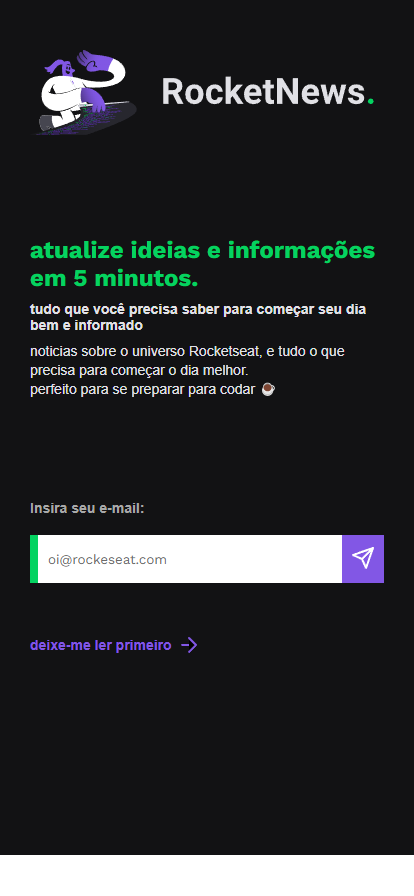 RocketNews.
atualize ideias e informações
em 5 minutos.
tudo que você precisa saber para começar seu dia
bem e informado
noticias sobre o universo Rocketseat, e tudo o que
precisa para começar o dia melhor.
perfeito para se preparar para codar ☕
Insira seu e-mail:
oi@rockeseat.com
deixe-me ler primeiro